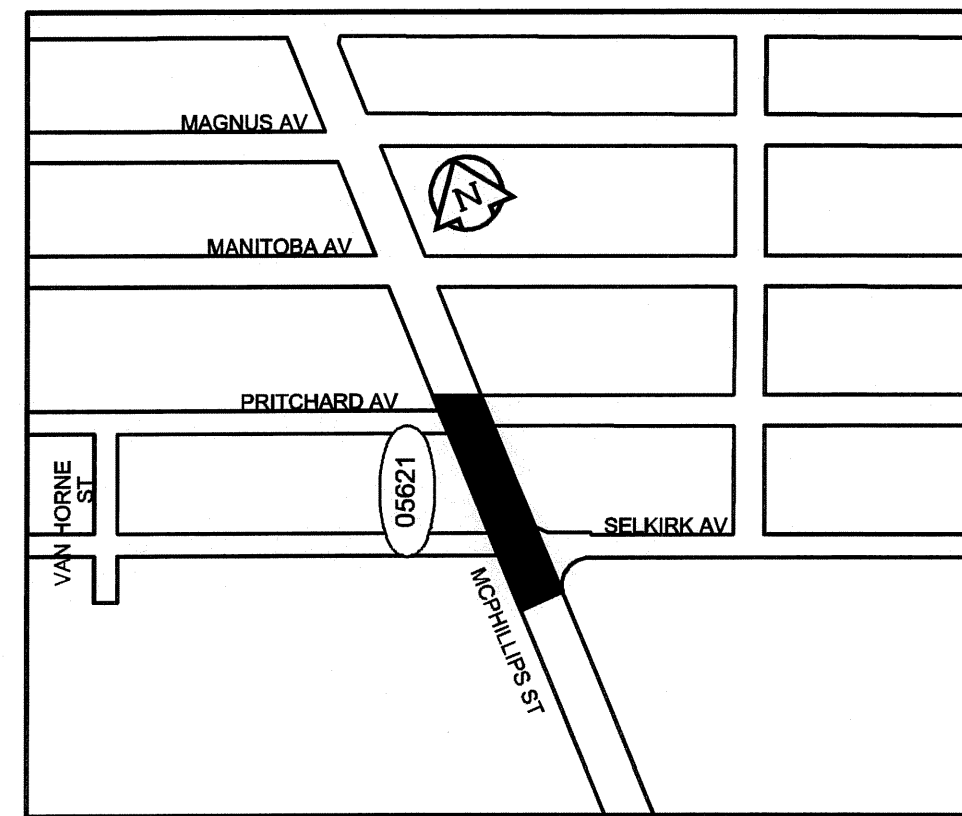 MAGNUS AV
N
MANITOBA AV
PRITCHARD AV
VAN HORNE
ST
05621
SELKIRK AV
MCPHILLIPS ST